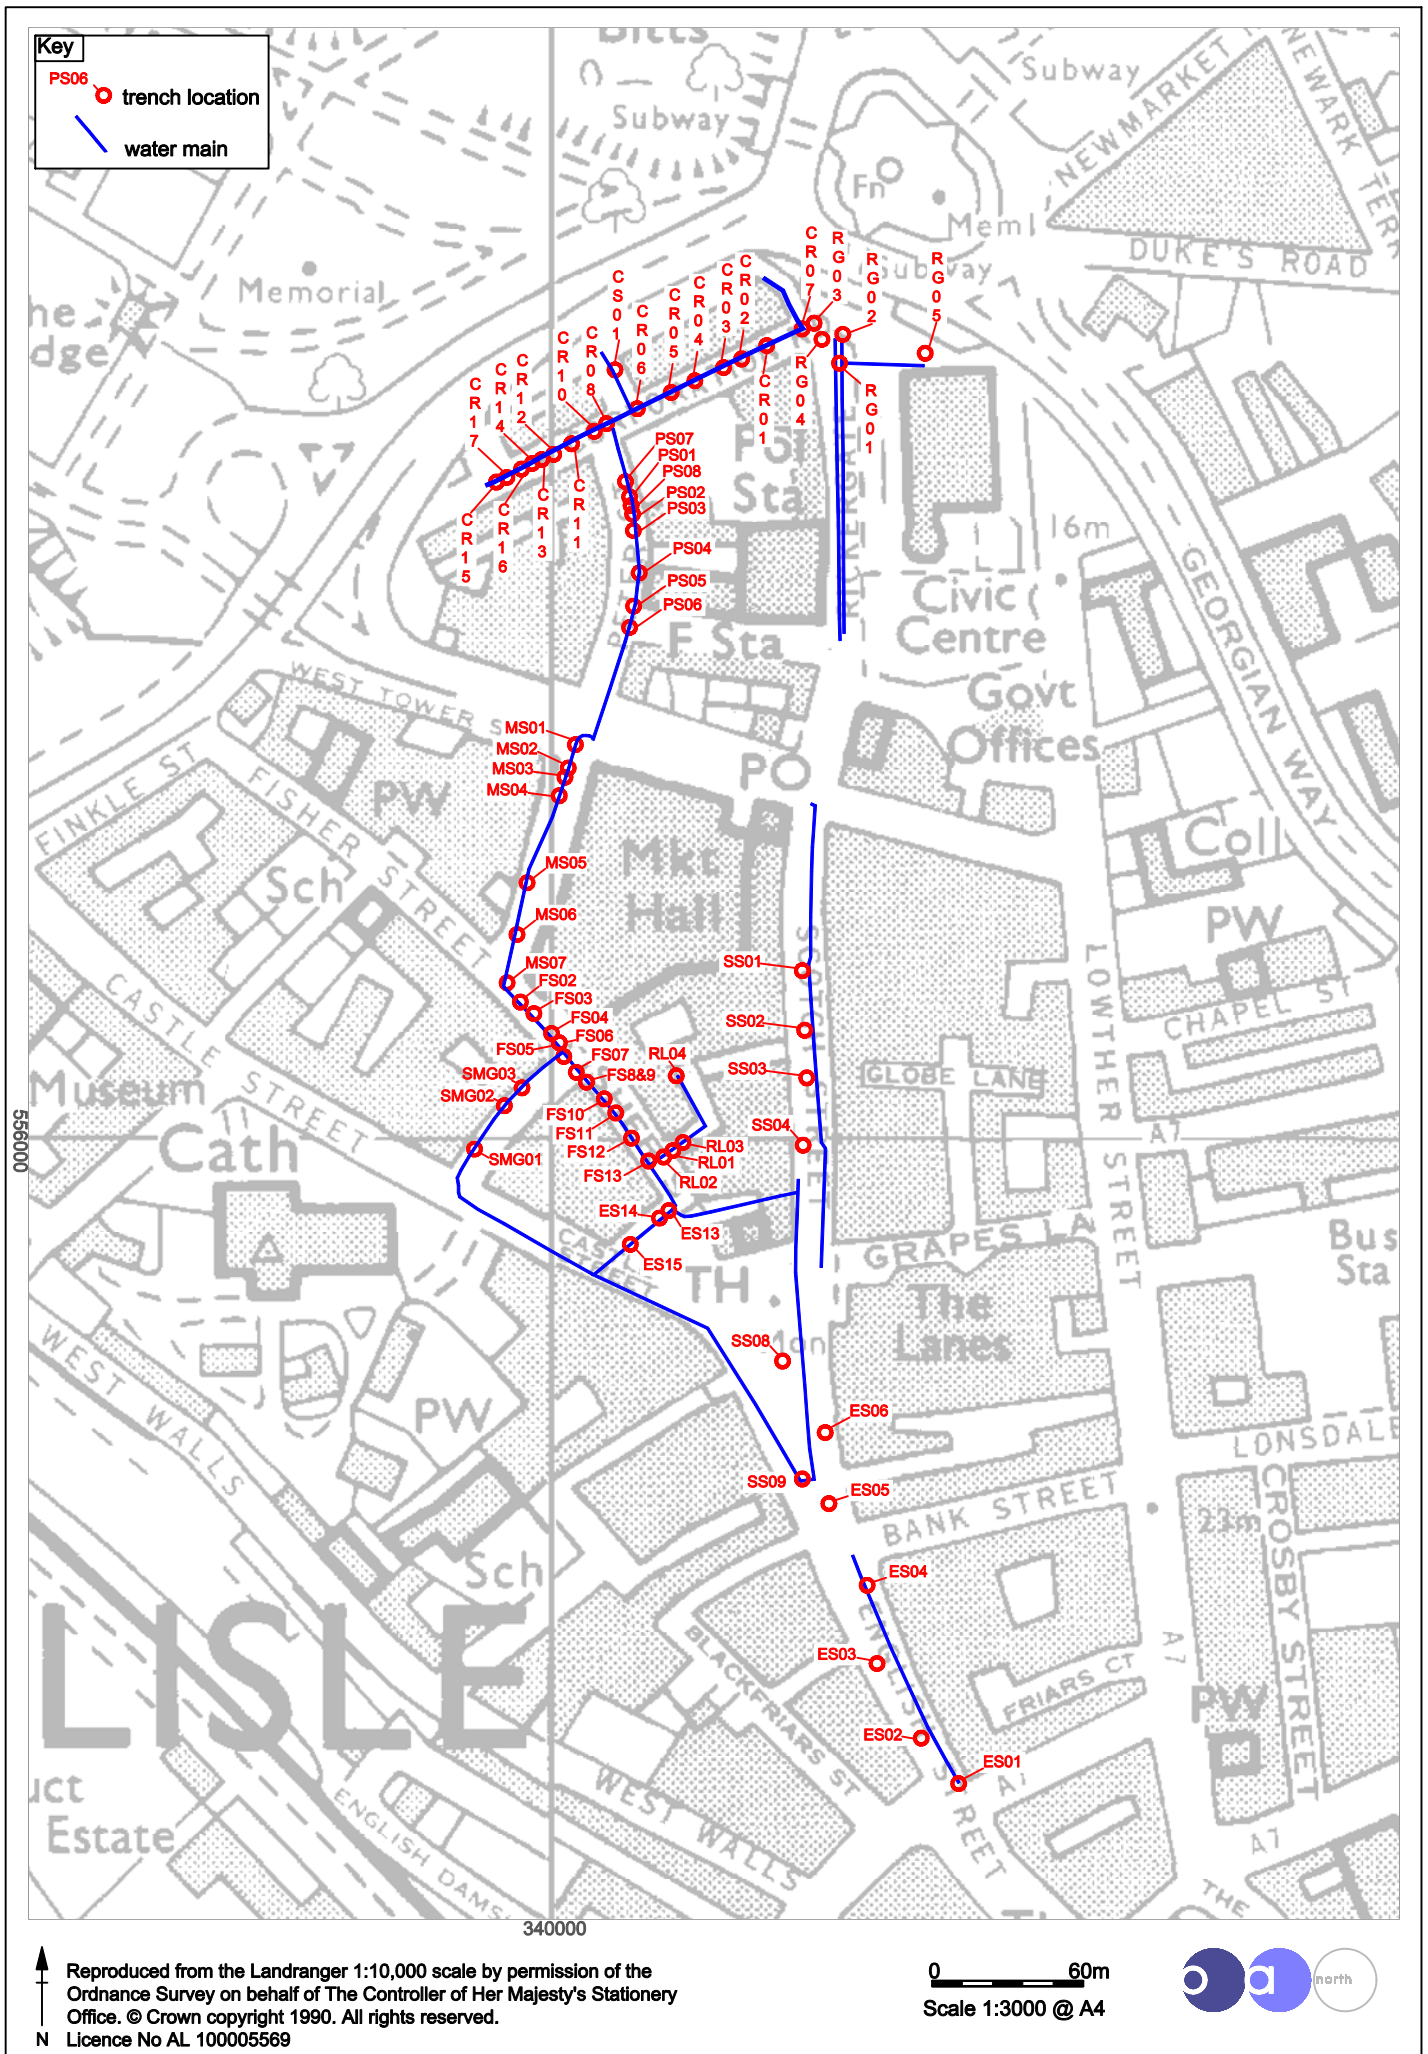 Key
PS06
trench location
water main
Bitts
Subway
Subway
NEWMARKET
NEWARK
TERR
Fn
Meml
DUKE'S ROAD
Subway
Memorial
he
dge
CR07
RG03
RG02
RG05
CS01
CR06
CR05
CR04
CR03
CR02
CR01
RG04
RG01
CR08
CR10
CR12
CR14
CR17
CR15
CR16
CR13
CR11
PS07
PS01
PS08
PS02
PS03
PS04
PS05
PS06
Sta
16m
F Sta
Civic
Centre
Govt
Offices
GEORGIAN WAY
WEST TOWER S
MS01
MS02
MS03
MS04
PO
PW
FINKLE ST
FISHER STREET
Mkt
Hall
Coll
Sch
MS05
MS06
MS07
PW
SS01
SS02
SS03
SS04
LOWTHER STREET
CHAPEL ST
GLOBE LANE
CASTLE STREET
FS02
FS03
FS04
FS06
FS05
FS07
FS8&9
FS10
FS11
FS12
FS13
RL04
RL03
RL01
RL02
SMG03
SMG02
SMG01
Museum
Cath
A7
556000
ES14
ES13
ES15
TH
GRAPES LA
Bus
Sta
The
Lanes
SS08
ES06
SS09
ES05
PW
WEST WALLS
LONSDALE
BANK STREET
23m
CROSBY STREET
Sch
ES04
ES03
ES02
ES01
ENGLISH STREET
BLACKFRIARS ST
FRIARS CT
A7
PW
LISLE
uct
Estate
WEST WALLS
ENGLISH DAMS
A7
A7
THE
340000
N
Reproduced from the Landranger 1:10,000 scale by permission of the
Ordnance Survey on behalf of The Controller of Her Majesty's Stationery
Office. © Crown copyright 1990. All rights reserved.
Licence No AL 100005569
0 60m
Scale 1:3000 @ A4
o a north